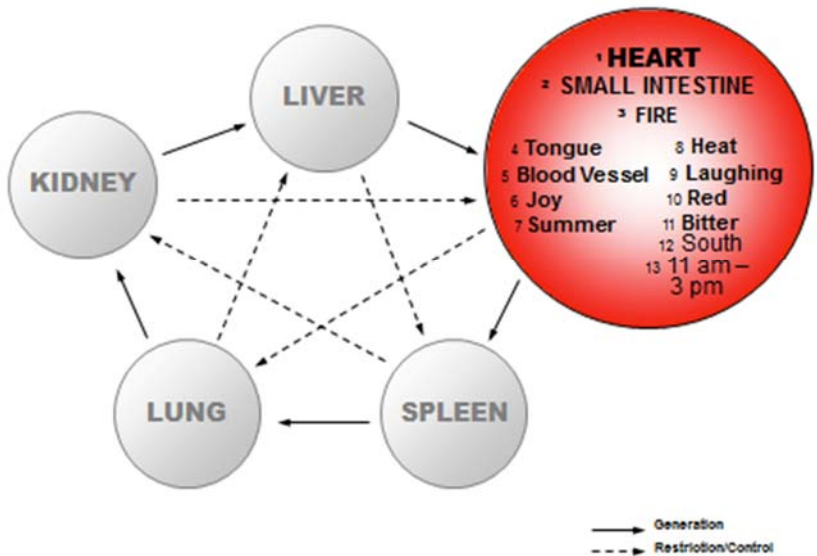 LIVER
KIDNEY
1 HEART
2 SMALL INTESTINE
3 FIRE
4 Tongue
5 Blood Vessel
6 Joy
7 Summer
8 Heat
9 Laughing
10 Red
11 Bitter
12 South
13 11 am –
3 pm
LUNG
SPLEEN
Generation
Restriction/Control